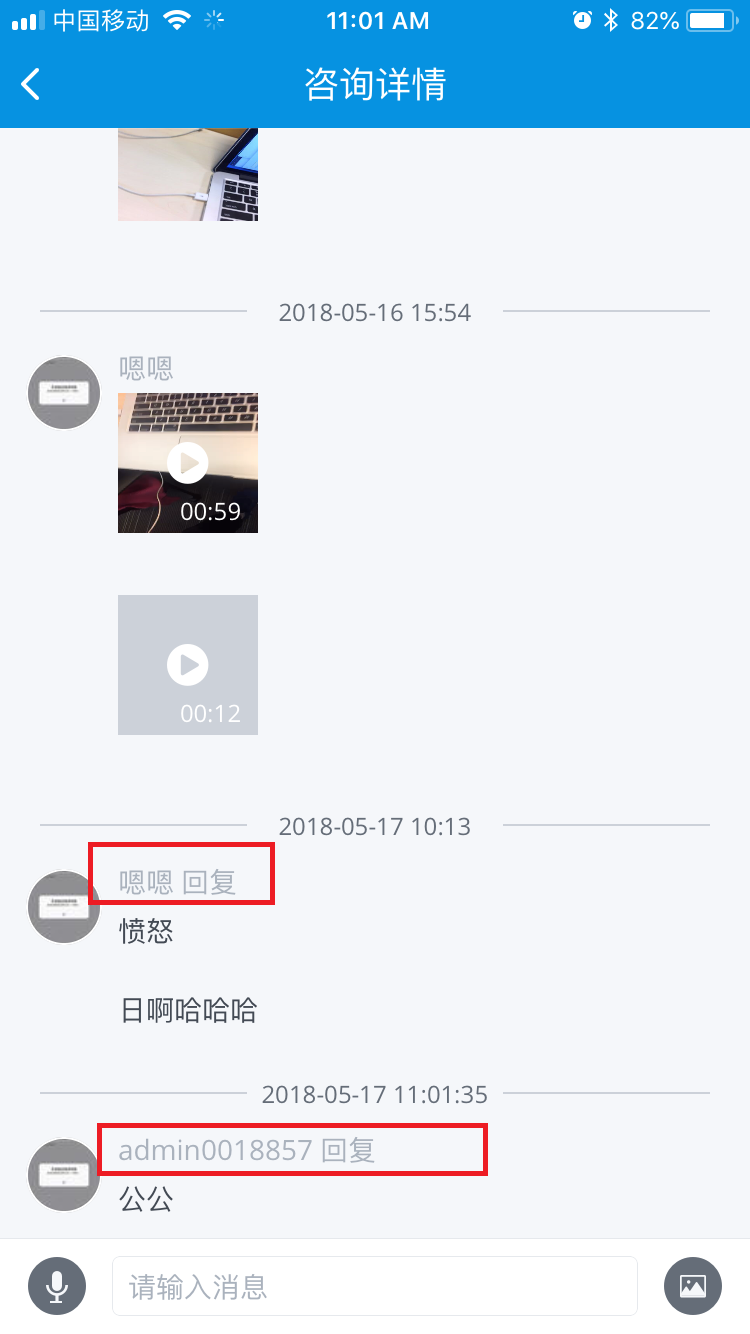 中国移动 11:01 AM 82%
咨询详情
2018-05-16 15:54
嗯嗯
00:59
00:12
2018-05-17 10:13
嗯嗯 回复
愤怒
日啊哈哈哈
2018-05-17 11:01:35
admin0018857 回复
公公
请输入消息